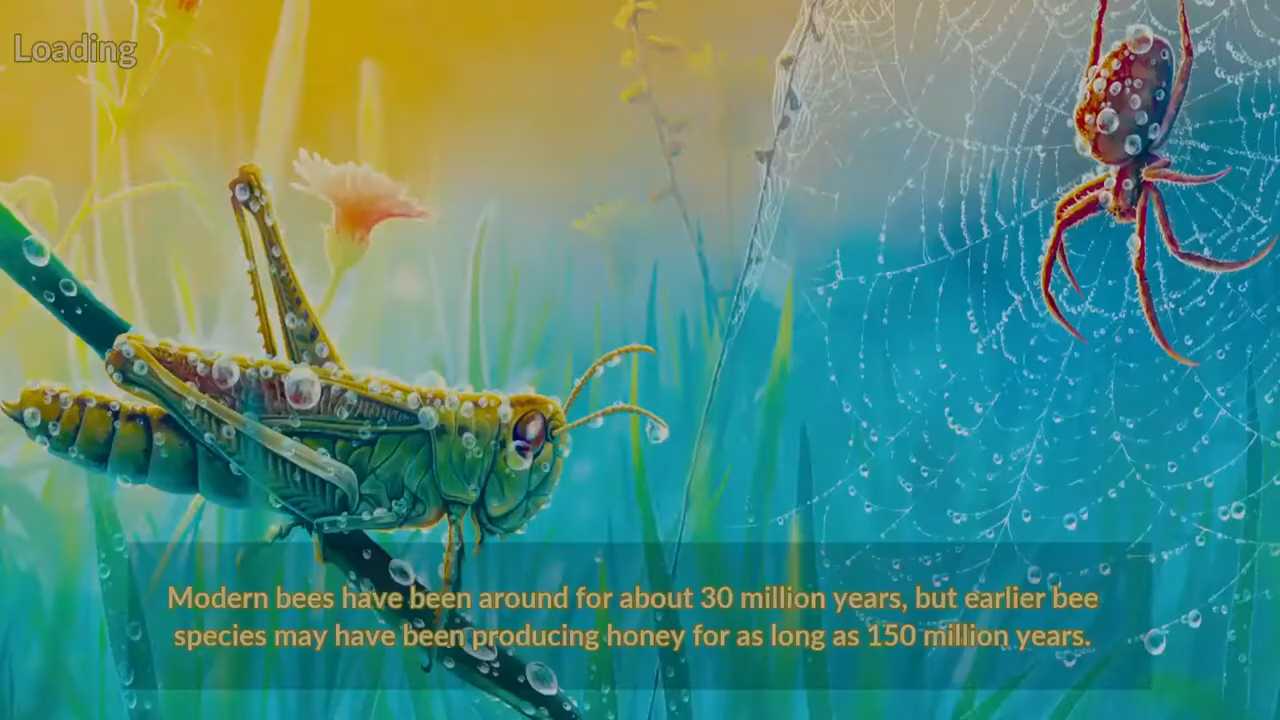 Loading
Modern bees have been around for about 30 million years, but earlier bee
species may have been producing honey for as long as 150 million years.